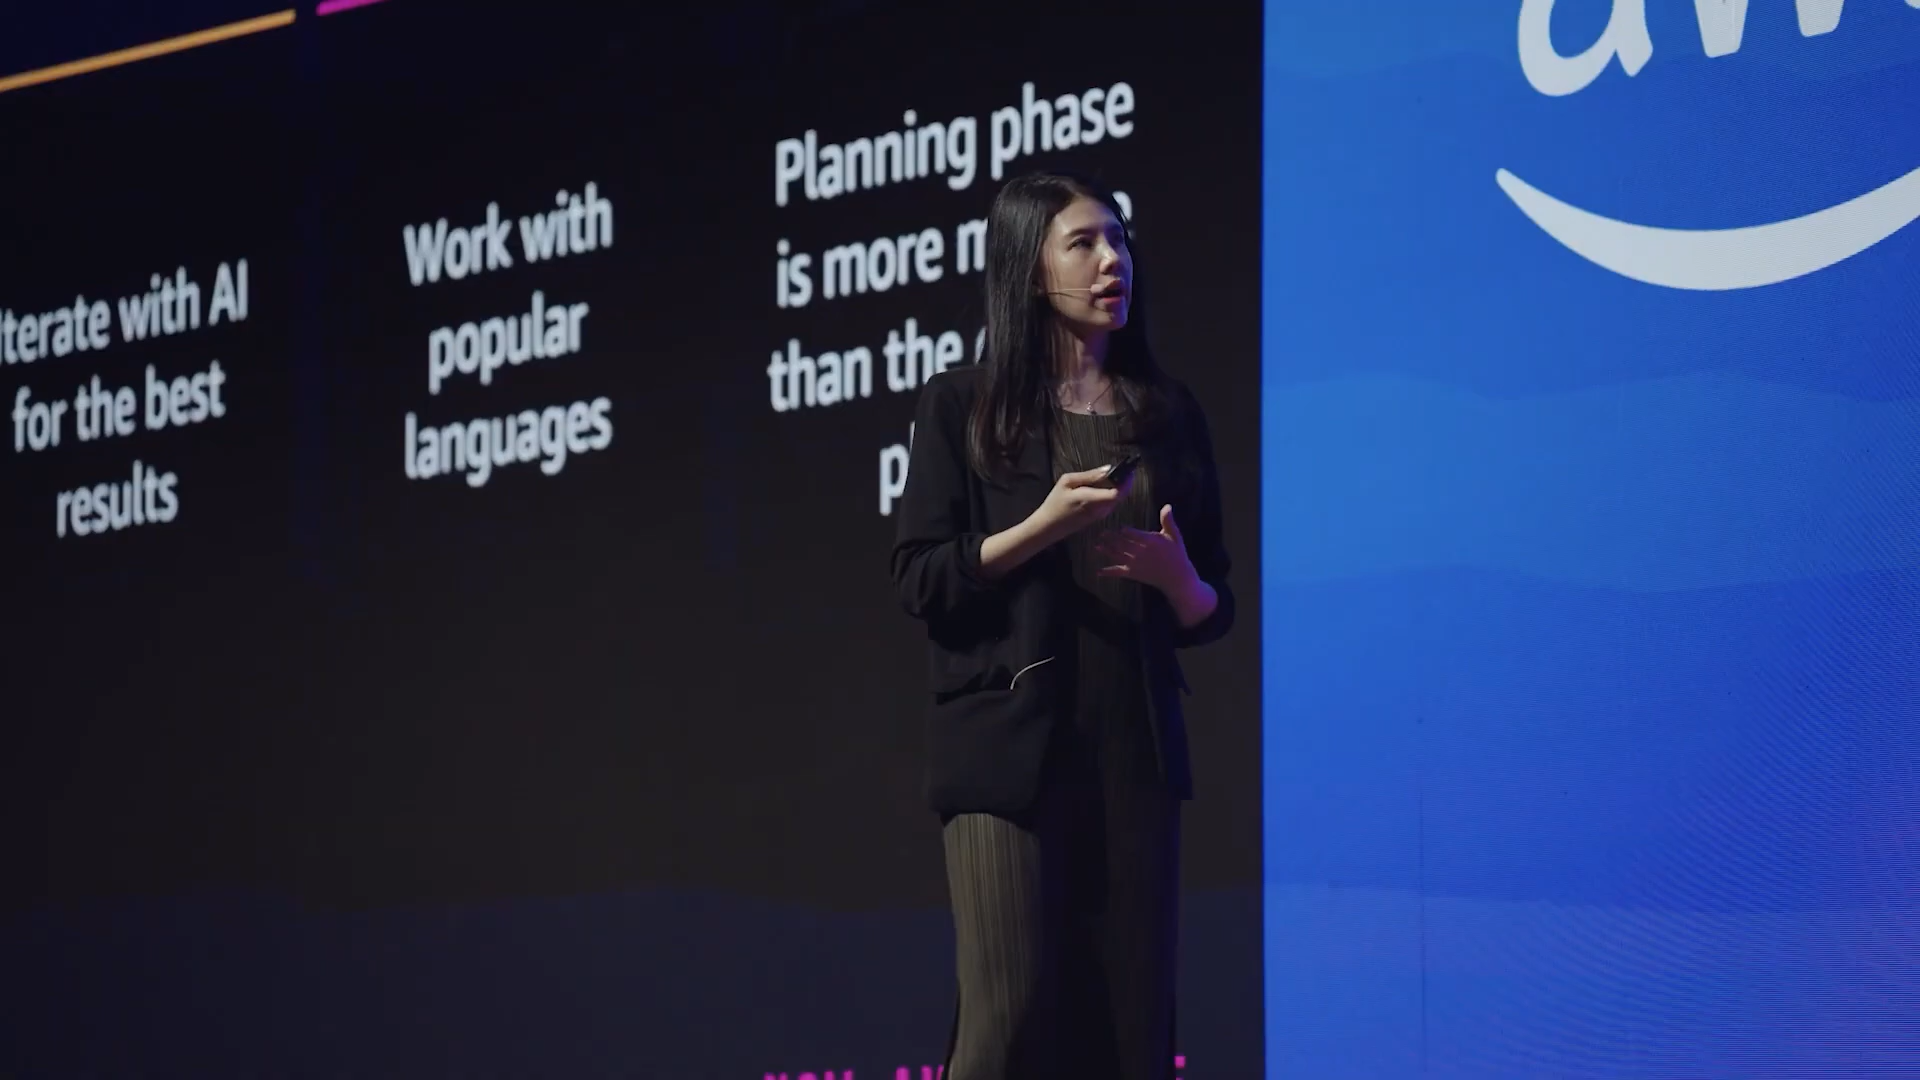 Iterate with AI
for the best
results
Work with
popular
languages
Planning phase
is more
than the